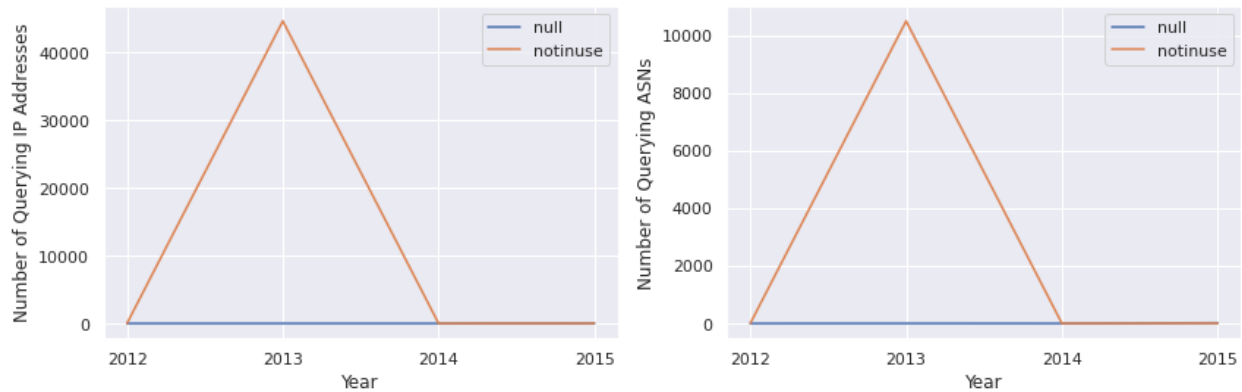 Number of Querying IP Addresses
40000
30000
20000
10000
0
2012
2013
2014
2015
Year
null
notinuse
Number of Querying ASNs
10000
8000
6000
4000
2000
0
2012
2013
2014
2015
Year
null
notinuse